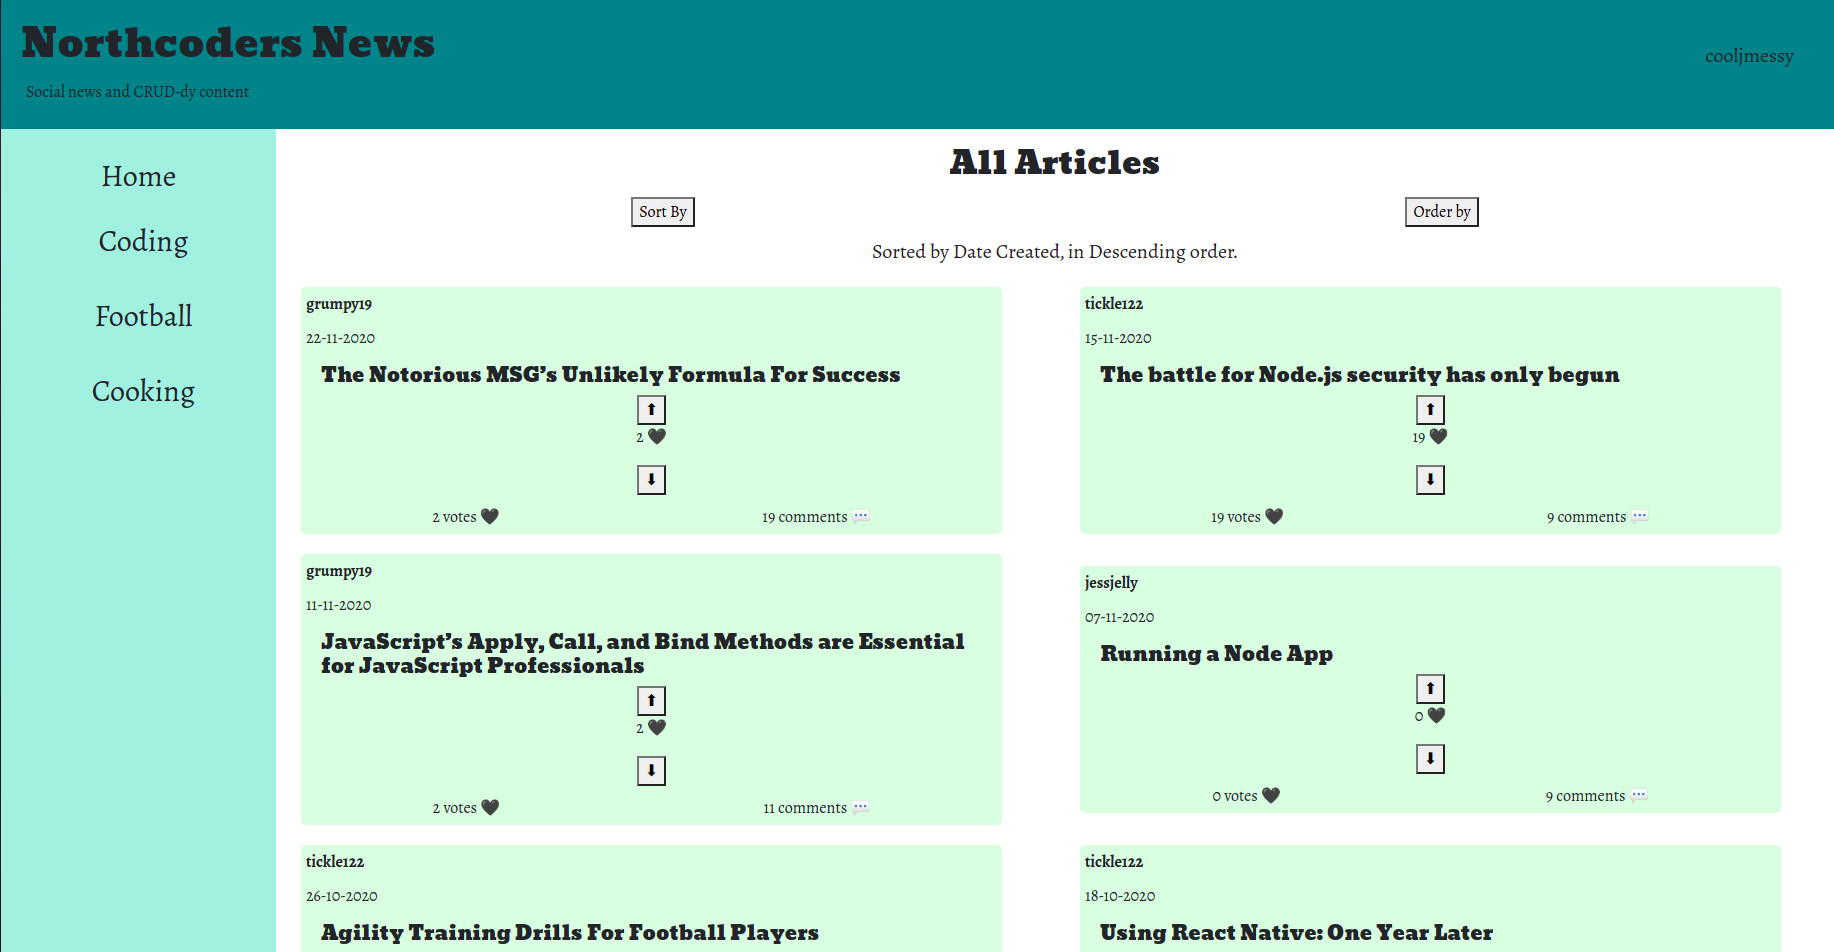 Northcoders News
Social news and CRUD-dy content
cooljmessy
Home
Coding
Football
Cooking
All Articles
Sort By
Order by
Sorted by Date Created, in Descending order.
grumpy19
22-11-2020
The Notorious MSG's Unlikely Formula For Success
⬆
2 🖤
⬇
2 votes 🖤
19 comments 💬
tickle122
15-11-2020
The battle for Node.js security has only begun
⬆
19 🖤
⬇
19 votes 🖤
9 comments 💬
grumpy19
11-11-2020
JavaScript's Apply, Call, and Bind Methods are Essential
for JavaScript Professionals
⬆
2 🖤
⬇
2 votes 🖤
11 comments 💬
jessjelly
07-11-2020
Running a Node App
⬆
0 🖤
⬇
0 votes 🖤
9 comments 💬
tickle122
26-10-2020
Agility Training Drills For Football Players
tickle122
18-10-2020
Using React Native: One Year Later